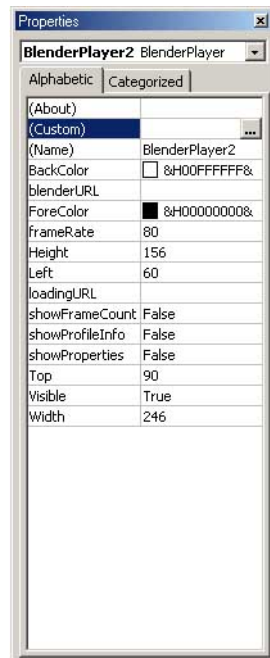 Properties
BlenderPlayer2 BlenderPlayer
Alphabetic Categorized
(About)
(Custom) ...
(Name) BlenderPlayer2
BackColor &H00FFFFFF&
blenderURL
ForeColor &H00000000&
frameRate 80
Height 156
Left 60
loadingURL
showFrameCount False
showProfileInfo False
showProperties False
Top 90
Visible True
Width 246